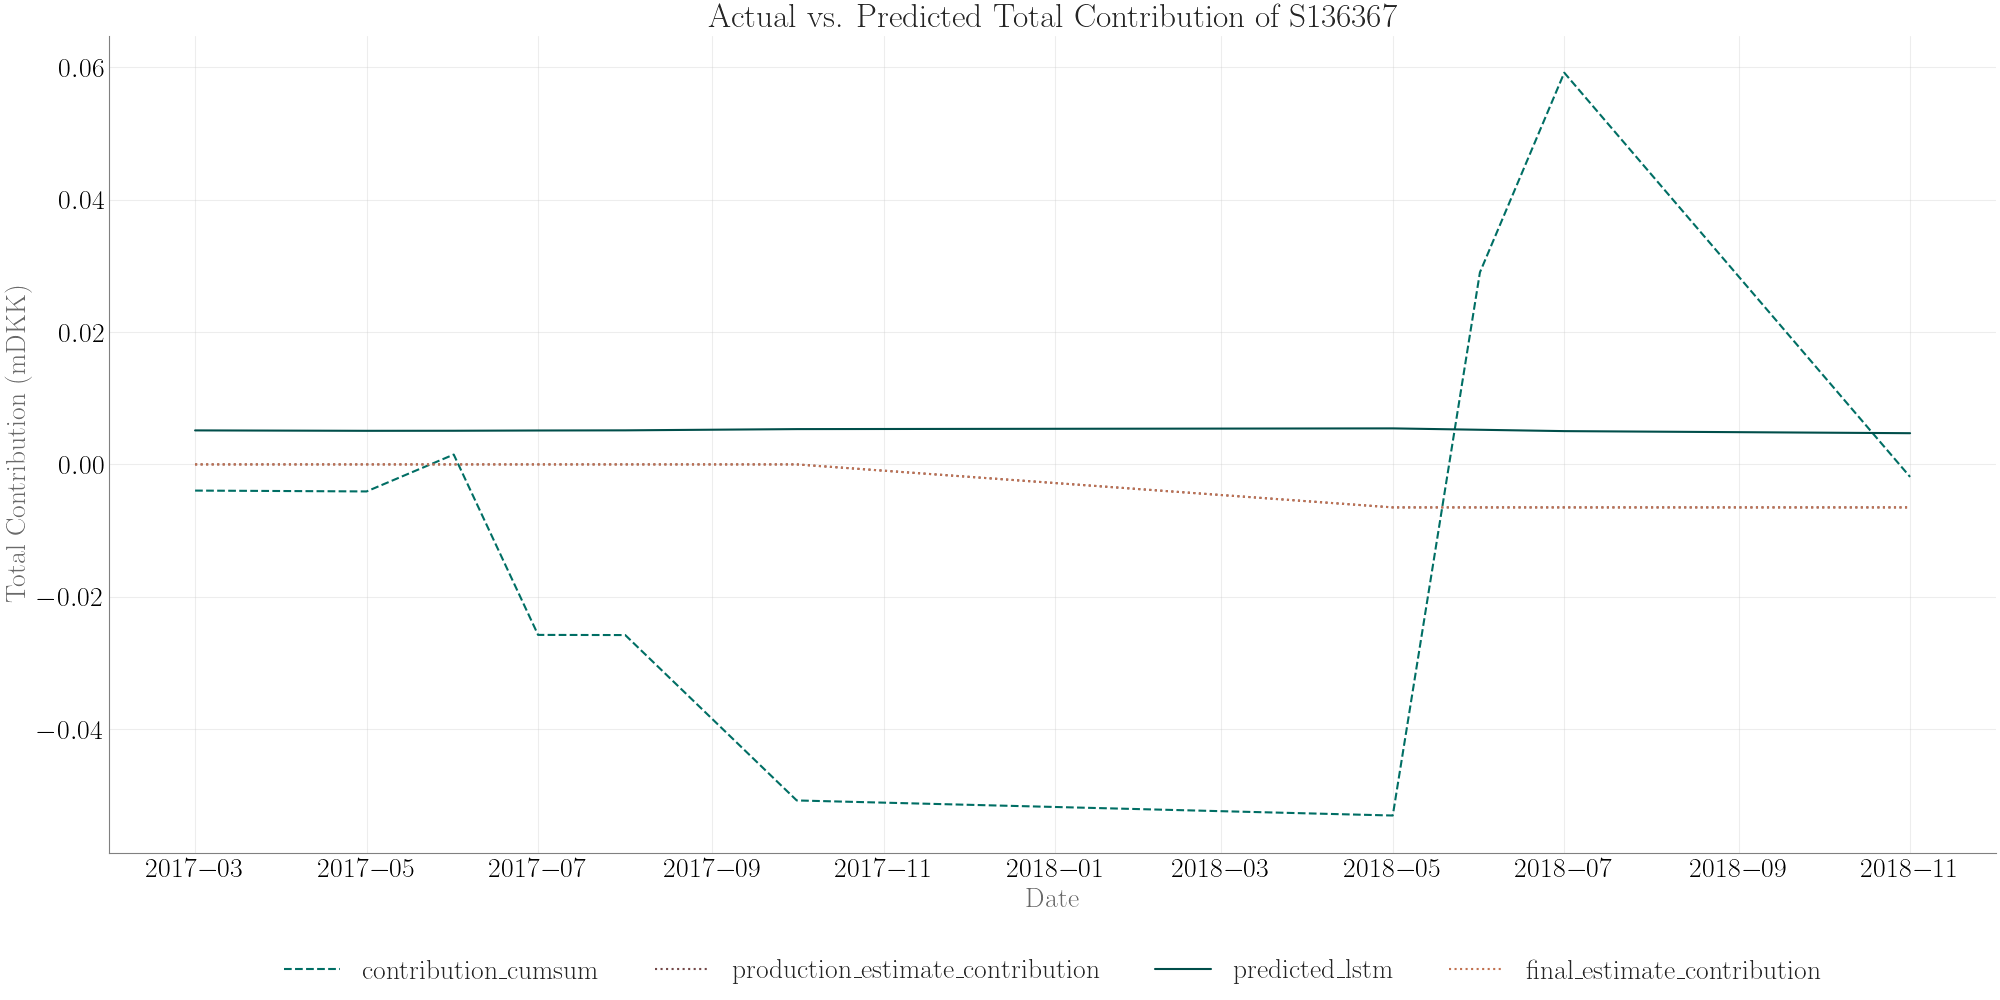 Actual vs. Predicted Total Contribution of S136367
Total Contribution (mDKK)
0.06
0.04
0.02
0.00
−0.02
−0.04
2017−03 2017−05 2017−07 2017−09 2017−11 2018−01 2018−03 2018−05 2018−07 2018−09 2018−11
Date
contribution_cumsum production_estimate_contribution predicted_lstm final_estimate_contribution